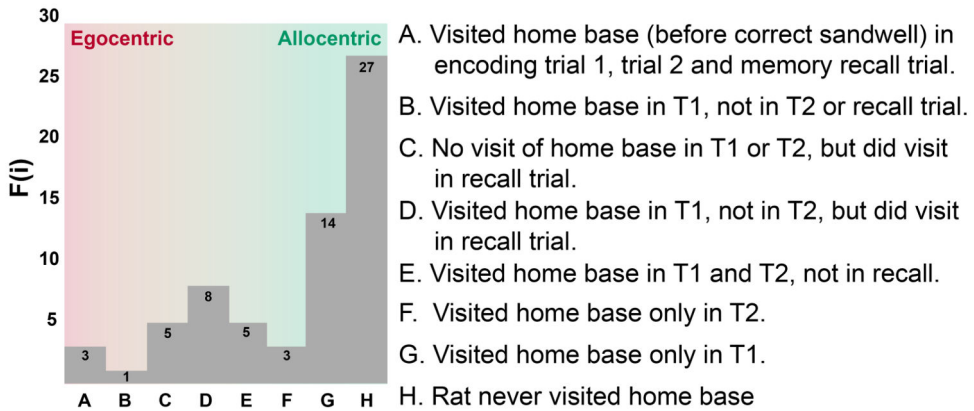 30
Egocentric Allocentric
25
20
15
10
5
F(i)
3
1
5
8
5
3
14
27
A B C D E F G H
A. Visited home base (before correct sandwell) in
encoding trial 1, trial 2 and memory recall trial.
B. Visited home base in T1, not in T2 or recall trial.
C. No visit of home base in T1 or T2, but did visit
in recall trial.
D. Visited home base in T1, not in T2, but did visit
in recall trial.
E. Visited home base in T1 and T2, not in recall.
F. Visited home base only in T2.
G. Visited home base only in T1.
H. Rat never visited home base